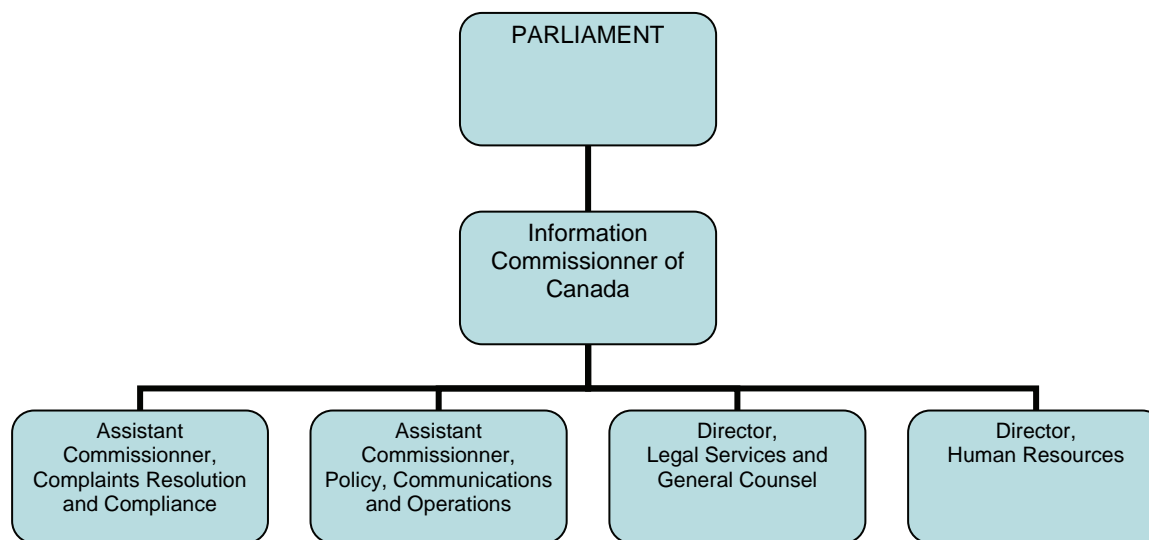 PARLIAMENT
Information
Commissionner of
Canada
Assistant
Commissioner,
Complaints Resolution
and Compliance
Assistant
Commissioner,
Policy, Communications
and Operations
Director,
Legal Services and
General Counsel
Director,
Human Resources